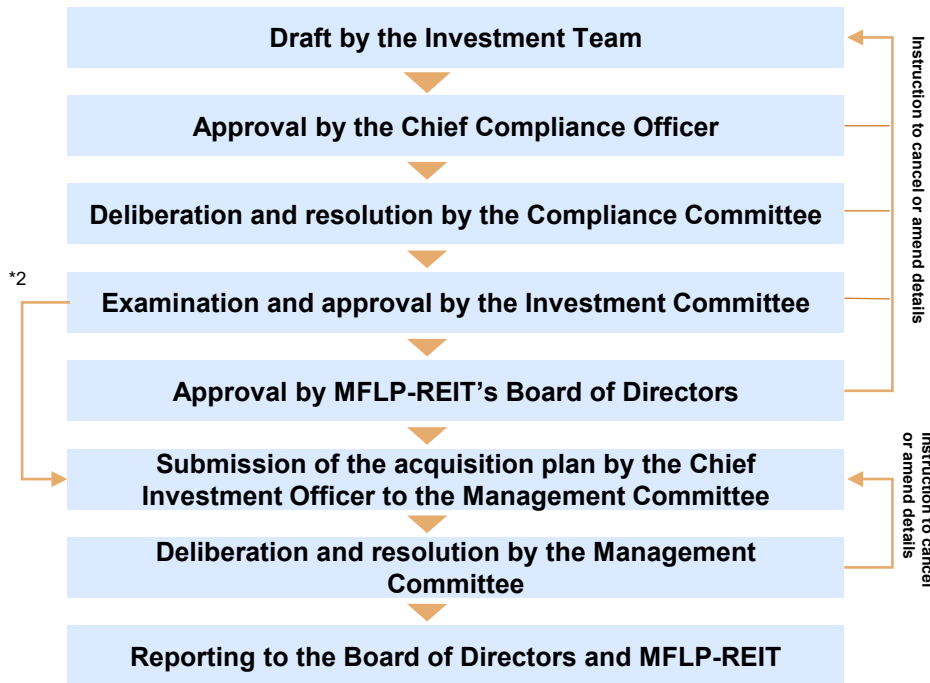 Draft by the Investment Team
Approval by the Chief Compliance Officer
Deliberation and resolution by the Compliance Committee
*2
Examination and approval by the Investment Committee
Approval by MFLP-REIT’s Board of Directors
Submission of the acquisition plan by the Chief
Investment Officer to the Management Committee
Deliberation and resolution by the Management
Committee
Reporting to the Board of Directors and MFLP-REIT
Instruction to cancel or amend details
Instruction to cancel
or amend details